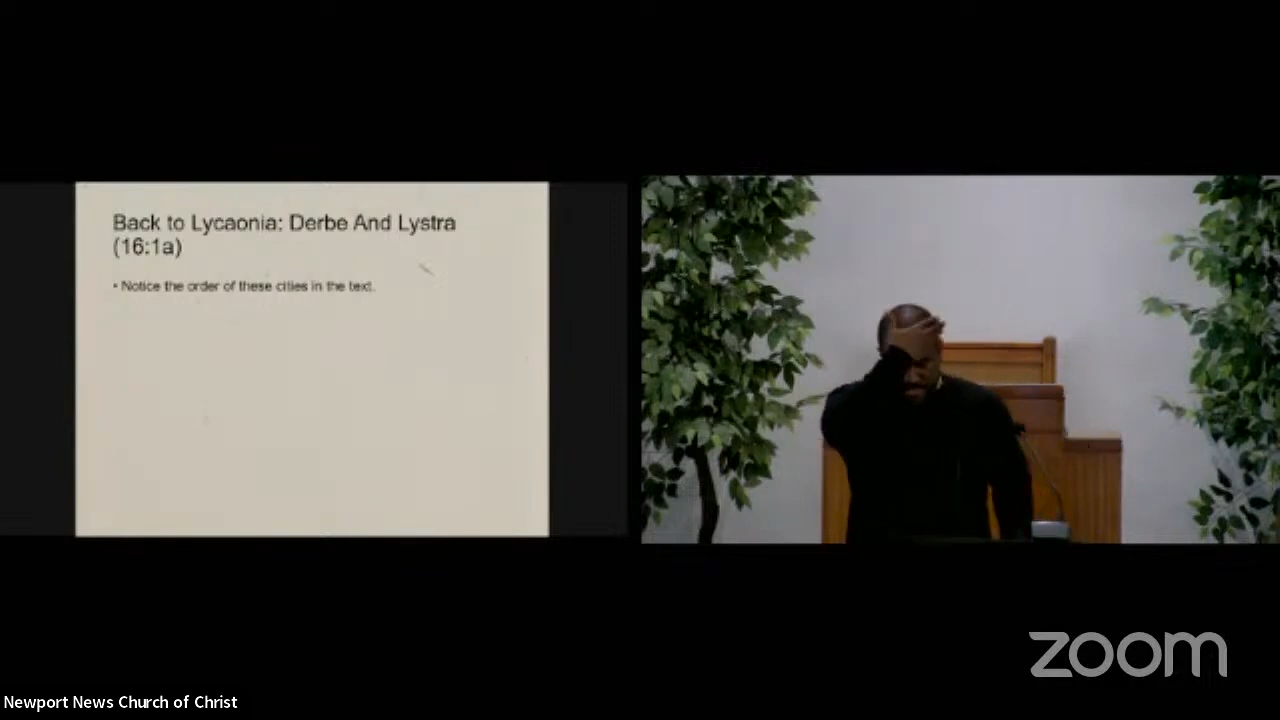 Back to Lycaonia: Derbe And Lystra
(16:1a)
• Notice the order of these cities in the text.
zoom
Newport News Church of Christ